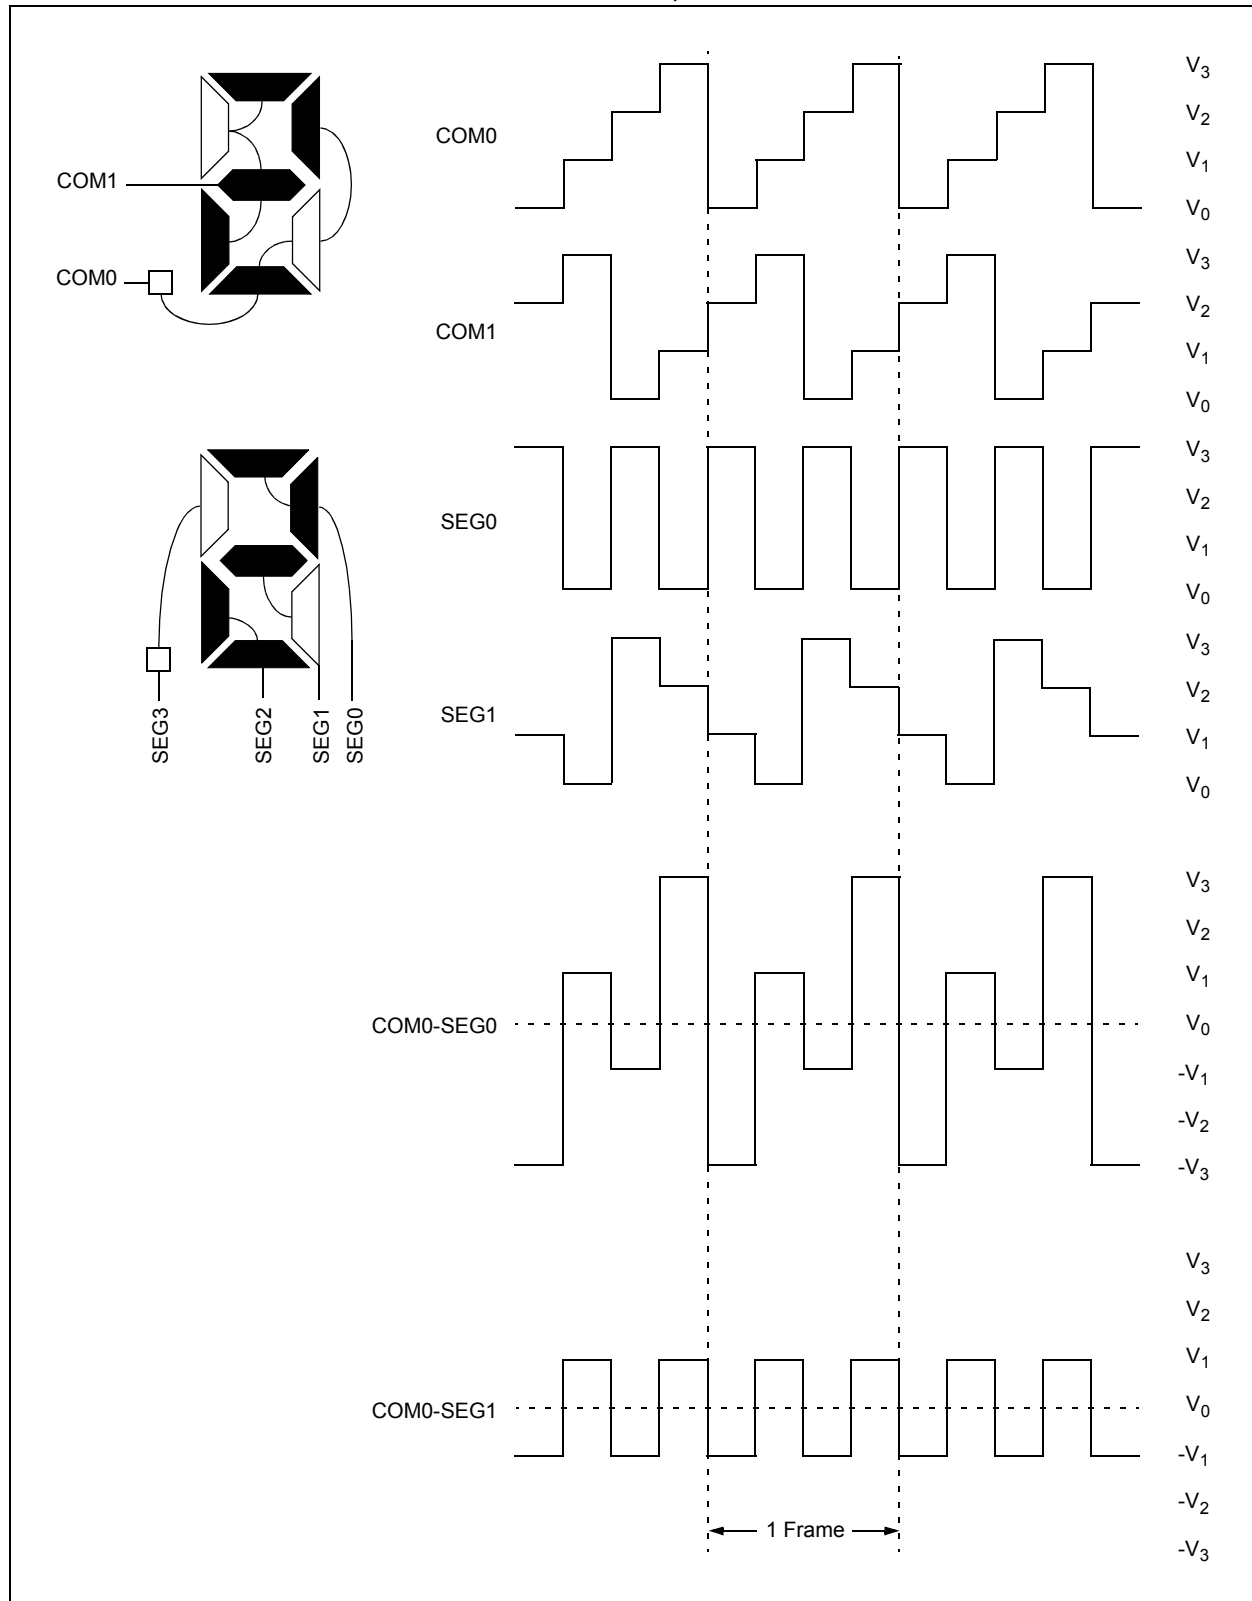 COM1
COM0
SEG3
SEG2
SEG1
SEG0
COM0
V3
V2
V1
V0
COM1
V3
V2
V1
V0
SEG0
V3
V2
V1
V0
SEG1
V3
V2
V1
V0
COM0-SEG0
V3
V2
V1
V0
-V1
-V2
-V3
COM0-SEG1
V3
V2
V1
V0
-V1
-V2
-V3
1 Frame